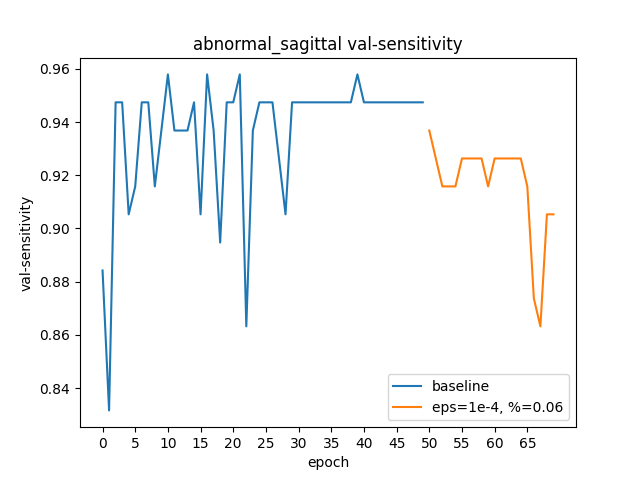 abnormal_sagittal val-sensitivity
0.96
0.94
0.92
0.90
0.88
0.86
0.84
val-sensitivity
baseline
eps=1e-4, %=0.06
0 5 10 15 20 25 30 35 40 45 50 55 60 65
epoch